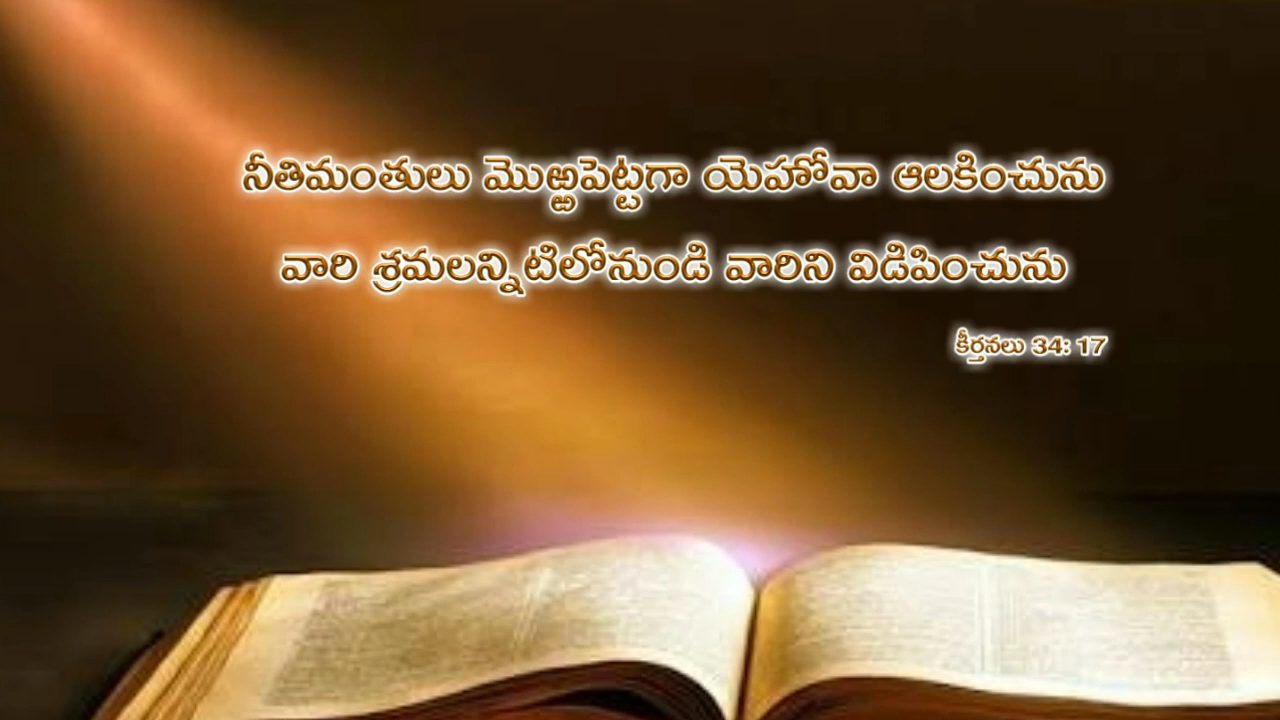 నీతిమంతులు మొఱ్ఱపెట్టగా యెహోవా ఆలకించును
వారి శ్రమలన్నిటిలోనుండి వారిని విడిపించును
కీర్తనలు 34: 17